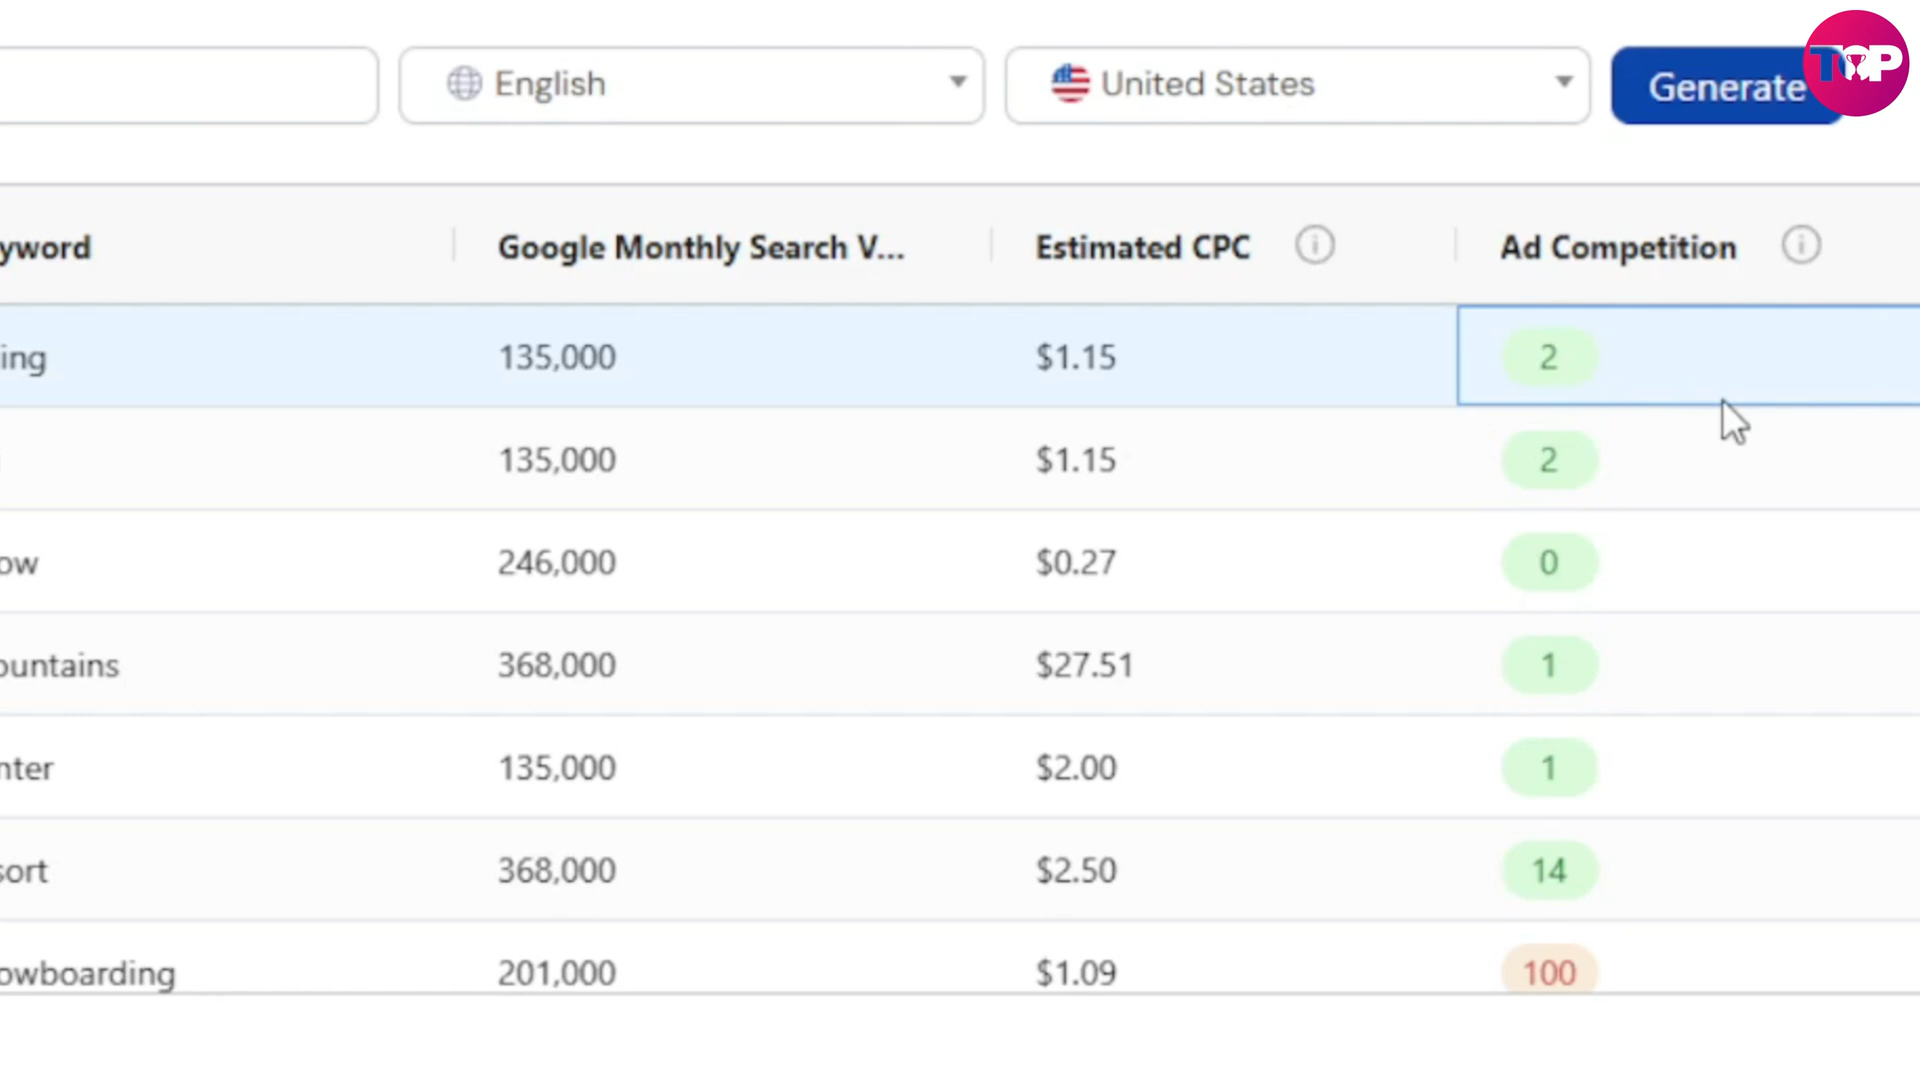 English
United States
Generate
TOP
yword
Google Monthly Search V...
Estimated CPC
Ad Competition
ing
135,000
$1.15
2
135,000
$1.15
2
ow
246,000
$0.27
0
ountains
368,000
$27.51
1
nter
135,000
$2.00
1
sort
368,000
$2.50
14
owboarding
201,000
$1.09
100